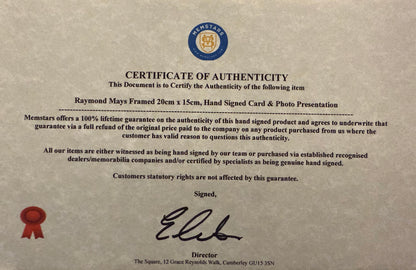 MEMSTARS
CERTIFICATE OF AUTHENTICITY
This Document is to Certify the Authenticity of the following item
Raymond Mays Framed 20cm x 15cm, Hand Signed Card & Photo Presentation
Memstars offers a 100% lifetime guarantee on the authenticity of this hand signed product and agrees to underwrite that
guarantee via a full refund of the original price paid to the company on any product purchased from us where the
customer has valid reason to questions this authenticity.
All our items are either witnessed as being hand signed by our team or purchased via established recognised
dealers/memorabilia companies and/or certified by specialists as being genuine hand signed.
Customers statutory rights are not affected by this guarantee.
Signed,
Director
The Square, 12 Grace Reynolds Walk, Camberley GU15 3SN